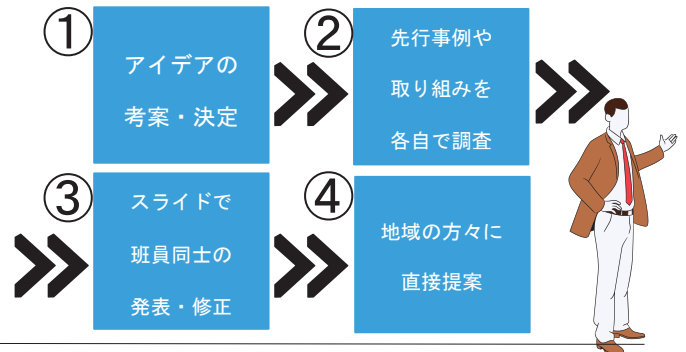 ①
アイデアの
考案・決定
②
先行事例や
取り組みを
各自で調査
③
スライドで
班員同士の
発表・修正
④
地域の方々に
直接提案